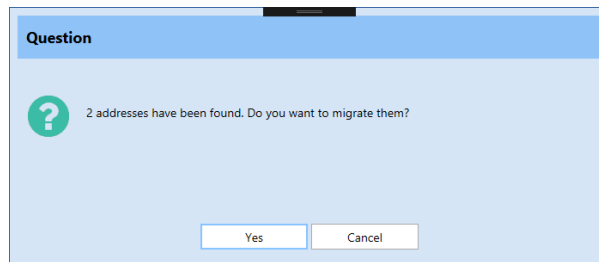 Question
2 addresses have been found. Do you want to migrate them?
Yes
Cancel